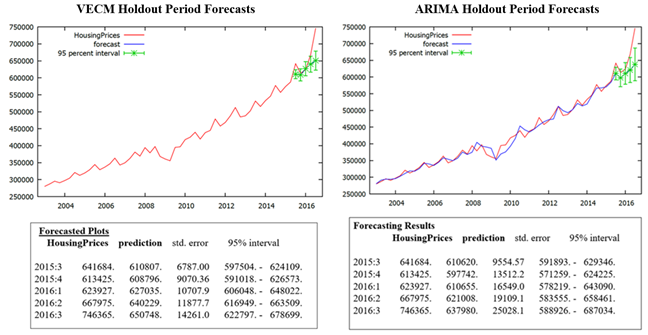 VECM Holdout Period Forecasts
750000
700000
650000
600000
550000
500000
450000
400000
350000
300000
250000
HousingPrices
forecast
95 percent interval
2004 2006 2008 2010 2012 2014 2016
Forecasted Plots
HousingPrices prediction std. error 95% interval
2015:3 641684. 610807. 6787.00 597504. - 624109.
2015:4 613425. 608796. 9070.36 591018. - 626573.
2016:1 623927. 627035. 10707.9 606048. - 648022.
2016:2 667975. 640229. 11877.7 616949. - 663509.
2016:3 746365. 650748. 14261.0 622797. - 678699.
ARIMA Holdout Period Forecasts
750000
700000
650000
600000
550000
500000
450000
400000
350000
300000
250000
HousingPrices
forecast
95 percent interval
2004 2006 2008 2010 2012 2014 2016
Forecasting Results
HousingPrices prediction std. error 95% interval
2015:3 641684. 610620. 9554.57 591893. - 629346.
2015:4 613425. 597742. 13512.2 571259. - 624225.
2016:1 623927. 610655. 16549.0 578219. - 643090.
2016:2 667975. 621008. 19109.1 583555. - 658461.
2016:3 746365. 637980. 25028.1 588926. - 687034.